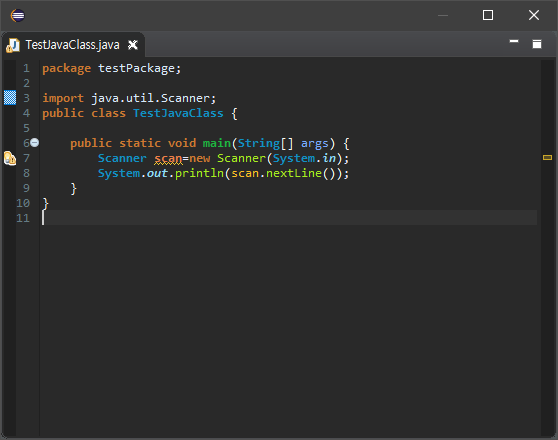 TestJavaClass.java
1 package testPackage;
2
3 import java.util.Scanner;
4 public class TestJavaClass {
5
6     public static void main(String[] args) {
7         Scanner scan=new Scanner(System.in);
8         System.out.println(scan.nextLine());
9     }
10 }
11